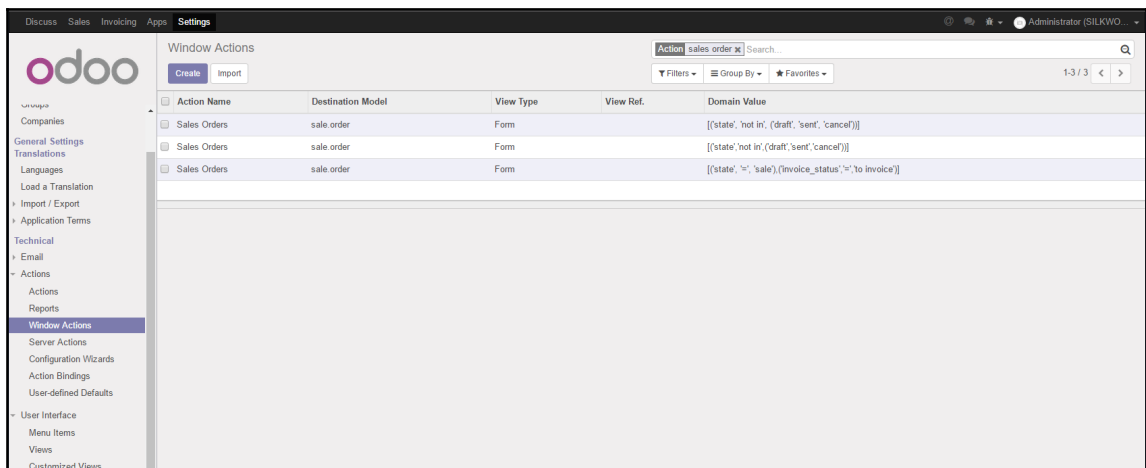 Discuss Sales Invoicing Apps Settings
Administrator (SILKWO...
odoo
Groups
Companies
General Settings
Translations
Languages
Load a Translation
Import / Export
Application Terms
Technical
Email
Actions
Actions
Reports
Window Actions
Server Actions
Configuration Wizards
Action Bindings
User-defined Defaults
User Interface
Menu Items
Views
Customized Views
Window Actions
Action sales order x Search...
Create Import
Filters Group By Favorites 1-3 / 3
Action Name Destination Model View Type View Ref. Domain Value
Sales Orders sale.order Form [('state', 'not in', ('draft', 'sent', 'cancel'))]
Sales Orders sale.order Form [('state','not in',('draft','sent','cancel'))]
Sales Orders sale.order Form [('state', '=', 'sale'),('invoice_status','=','to invoice')]